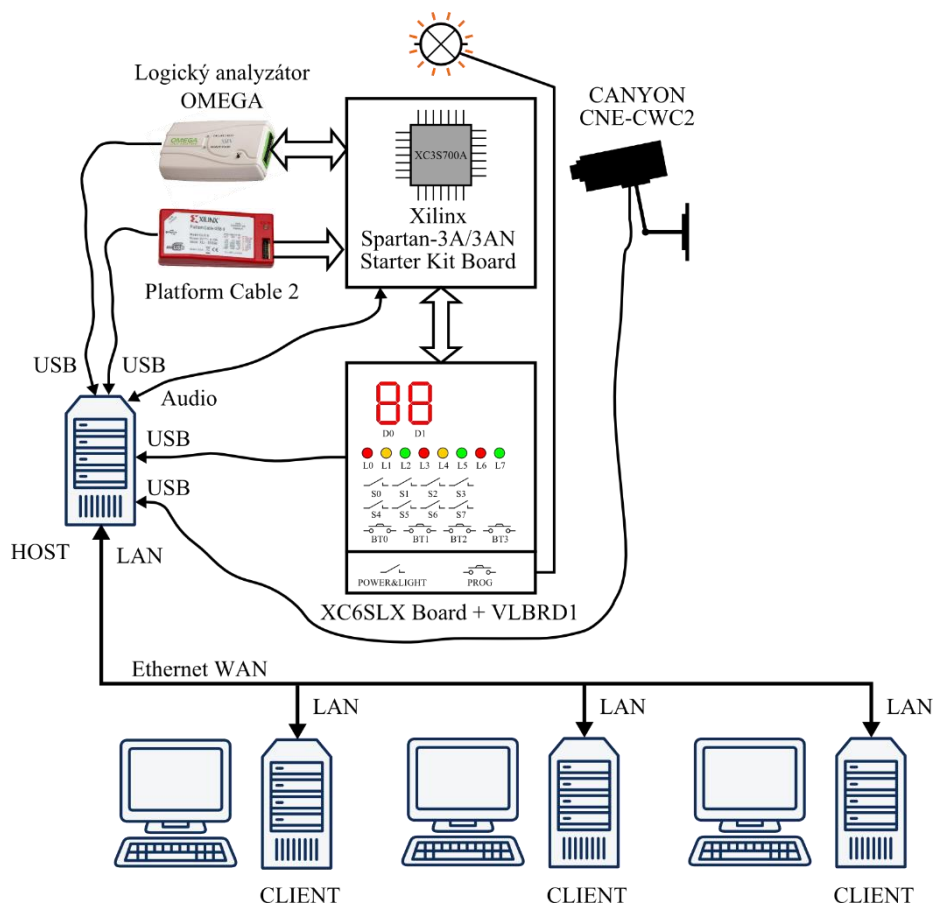 Logický analyzátor
OMEGA
OMEGA
CANYON
CNE-CWC2
XC3S700A
Xilinx
Spartan-3A/3AN
Starter Kit Board
XILINX
Platform Cable 2
USB
USB
Audio
USB
USB
D0 D1
L0 L1 L2 L3 L4 L5 L6 L7
S0 S1 S2 S3
S4 S5 S6 S7
BT0 BT1 BT2 BT3
POWER&LIGHT PROG
XC6SLX Board + VLBRD1
HOST
LAN
Ethernet WAN
LAN LAN LAN
CLIENT CLIENT CLIENT